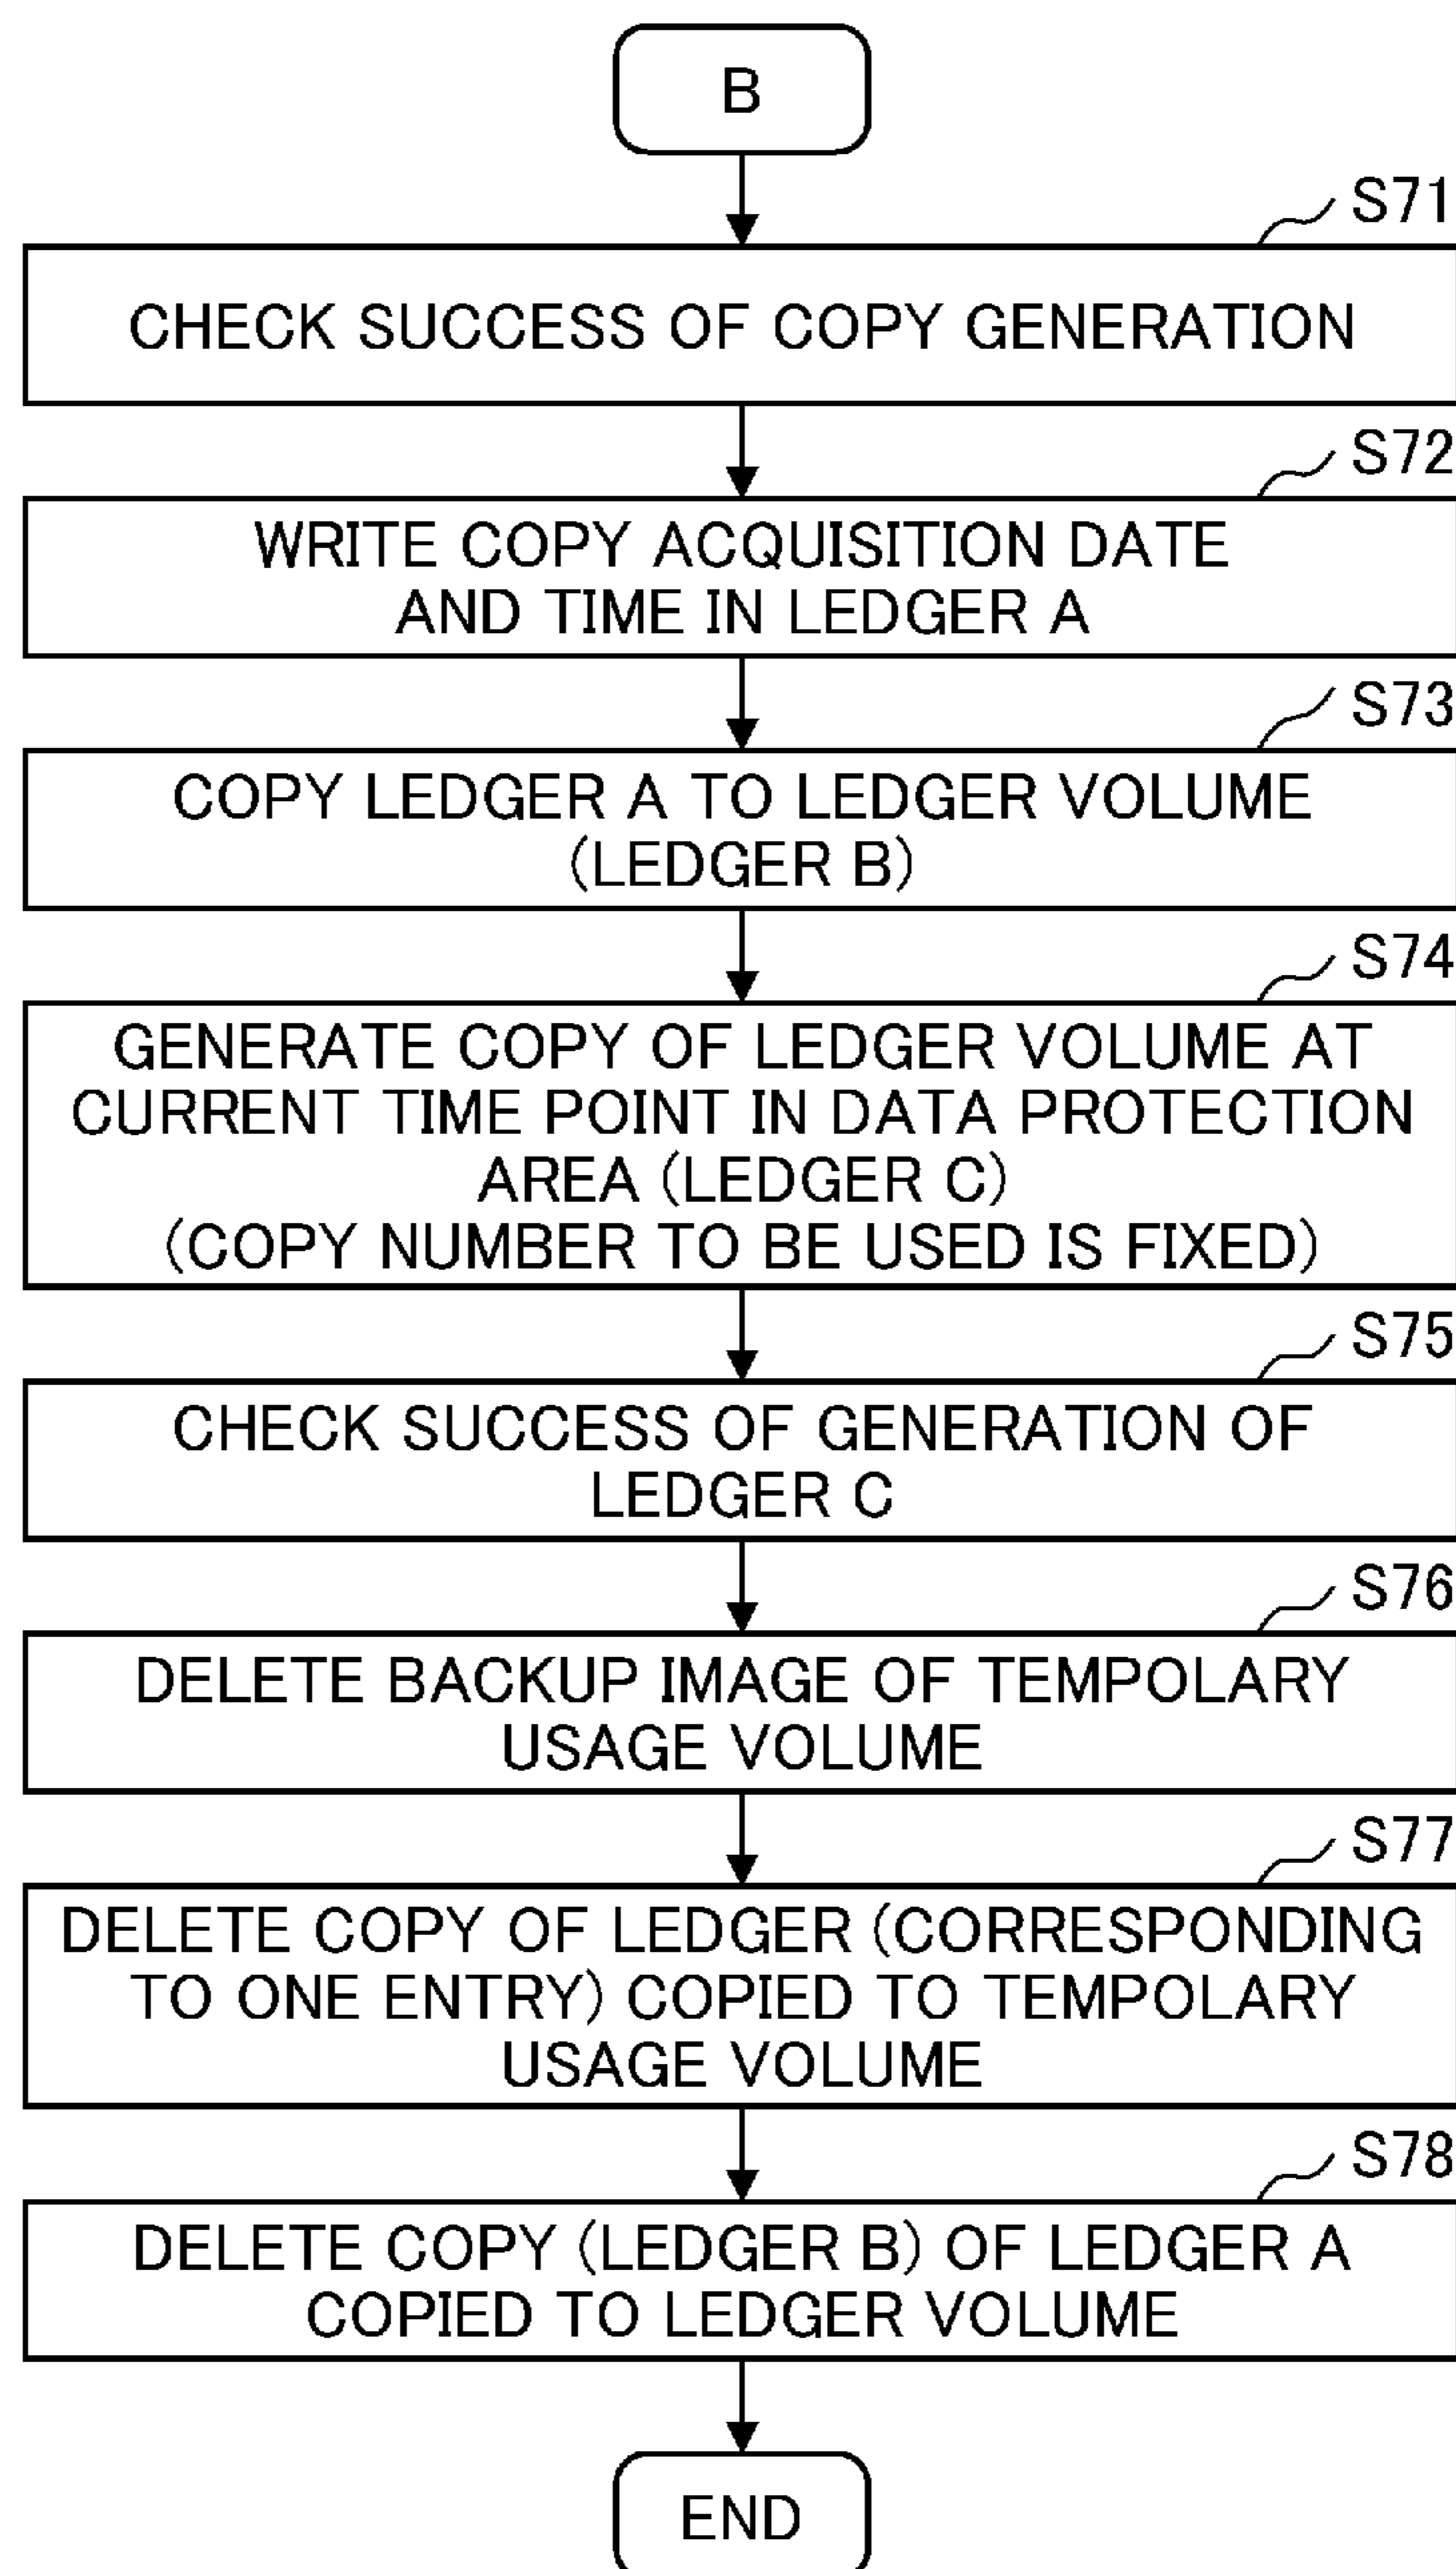 B
S71
CHECK SUCCESS OF COPY GENERATION
S72
WRITE COPY ACQUISITION DATE
AND TIME IN LEDGER A
S73
COPY LEDGER A TO LEDGER VOLUME
(LEDGER B)
S74
GENERATE COPY OF LEDGER VOLUME AT
CURRENT TIME POINT IN DATA PROTECTION
AREA (LEDGER C)
(COPY NUMBER TO BE USED IS FIXED)
S75
CHECK SUCCESS OF GENERATION OF
LEDGER C
S76
DELETE BACKUP IMAGE OF TEMPOLARY
USAGE VOLUME
S77
DELETE COPY OF LEDGER (CORRESPONDING
TO ONE ENTRY) COPIED TO TEMPOLARY
USAGE VOLUME
S78
DELETE COPY (LEDGER B) OF LEDGER A
COPIED TO LEDGER VOLUME
END